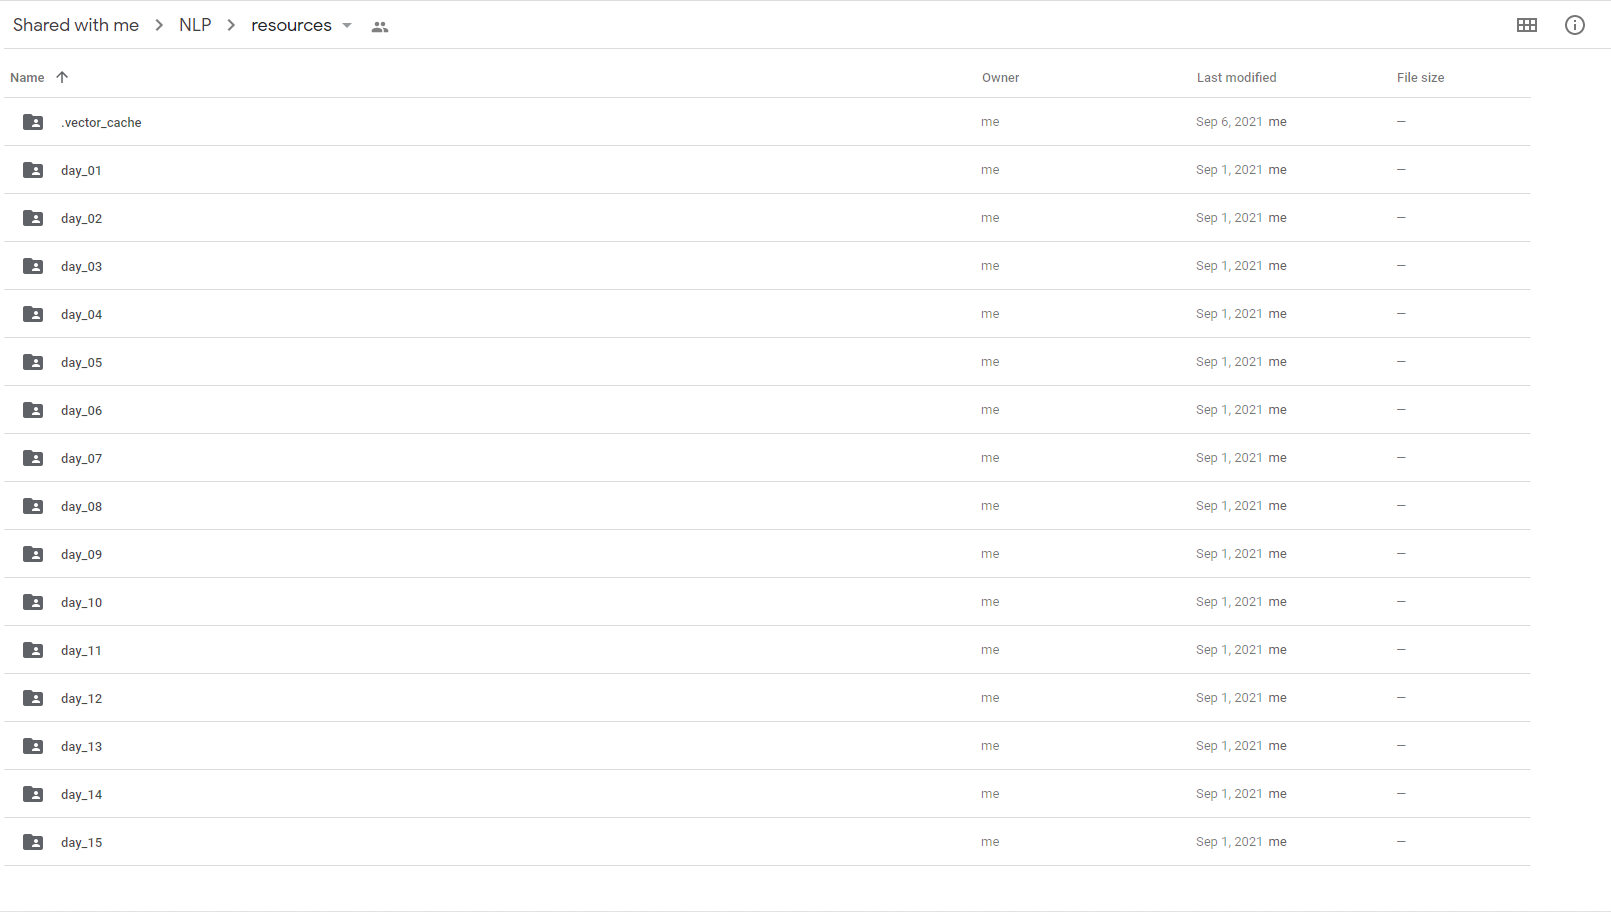 Shared with me > NLP > resources
Name Owner Last modified File size
.vector_cache me Sep 6, 2021 me —
day_01 me Sep 1, 2021 me —
day_02 me Sep 1, 2021 me —
day_03 me Sep 1, 2021 me —
day_04 me Sep 1, 2021 me —
day_05 me Sep 1, 2021 me —
day_06 me Sep 1, 2021 me —
day_07 me Sep 1, 2021 me —
day_08 me Sep 1, 2021 me —
day_09 me Sep 1, 2021 me —
day_10 me Sep 1, 2021 me —
day_11 me Sep 1, 2021 me —
day_12 me Sep 1, 2021 me —
day_13 me Sep 1, 2021 me —
day_14 me Sep 1, 2021 me —
day_15 me Sep 1, 2021 me —